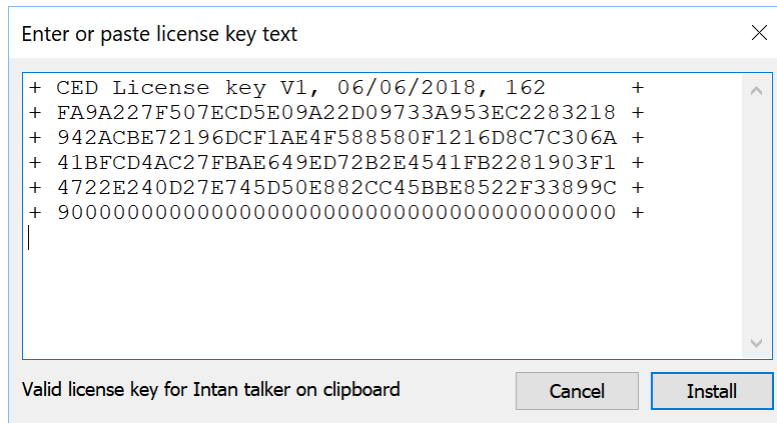 Enter or paste license key text
+ CED License key V1, 06/06/2018, 162 +
+ FA9A227F507ECD5E09A22D09733A953EC2283218 +
+ 942ACBE72196DCF1AE4F588580F1216D8C7C306A +
+ 41BFCD4AC27FBAE649ED72B2E4541FB2281903F1 +
+ 4722E240D27E745D50E882CC45BBE8522F33899C +
+ 9000000000000000000000000000000000000000 +
Valid license key for Intan talker on clipboard
Cancel
Install